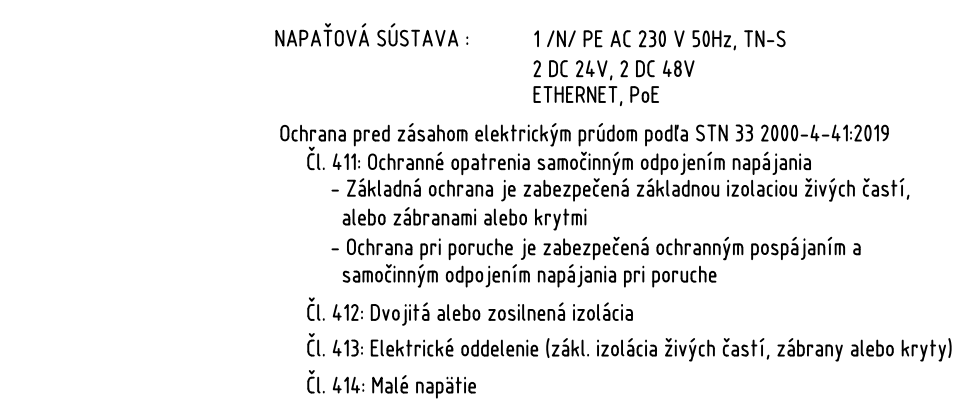 NAPAŤOVÁ SÚSTAVA : 1 /N/ PE AC 230 V 50Hz, TN-S
2 DC 24V, 2 DC 48V
ETHERNET, PoE
Ochrana pred zásahom elektrickým prúdom podľa STN 33 2000-4-41:2019
Čl. 411: Ochranné opatrenia samočinným odpojením napájania
- Základná ochrana je zabezpečená základnou izolaciou živých častí,
alebo zábranami alebo krytmi
- Ochrana pri poruche je zabezpečená ochranným pospájaním a
samočinným odpojením napájania pri poruche
Čl. 412: Dvojitá alebo zosilnená izolácia
Čl. 413: Elektrické oddelenie (zákl. izolácia živých častí, zábrany alebo kryty)
Čl. 414: Malé napätie